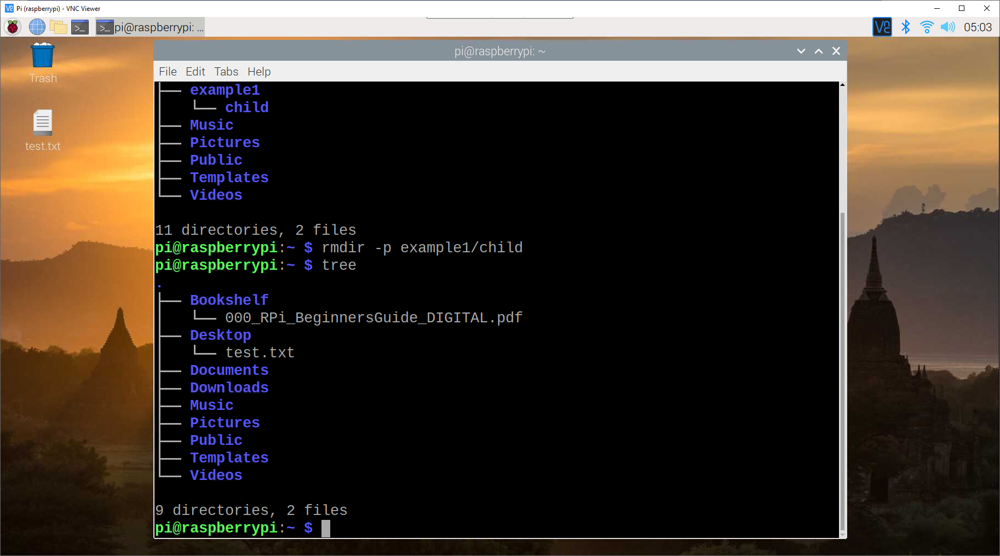 Pi (raspberrypi) - VNC Viewer
pi@raspberrypi: ...
05:03
Trash
test.txt
pi@raspberrypi: ~
File Edit Tabs Help
├── example1
│   └── child
├── Music
├── Pictures
├── Public
├── Templates
└── Videos
11 directories, 2 files
pi@raspberrypi:~ $ rmdir -p example1/child
pi@raspberrypi:~ $ tree
.
├── Bookshelf
│   └── 000_RPi_BeginnersGuide_DIGITAL.pdf
├── Desktop
│   └── test.txt
├── Documents
├── Downloads
├── Music
├── Pictures
├── Public
├── Templates
└── Videos
9 directories, 2 files
pi@raspberrypi:~ $